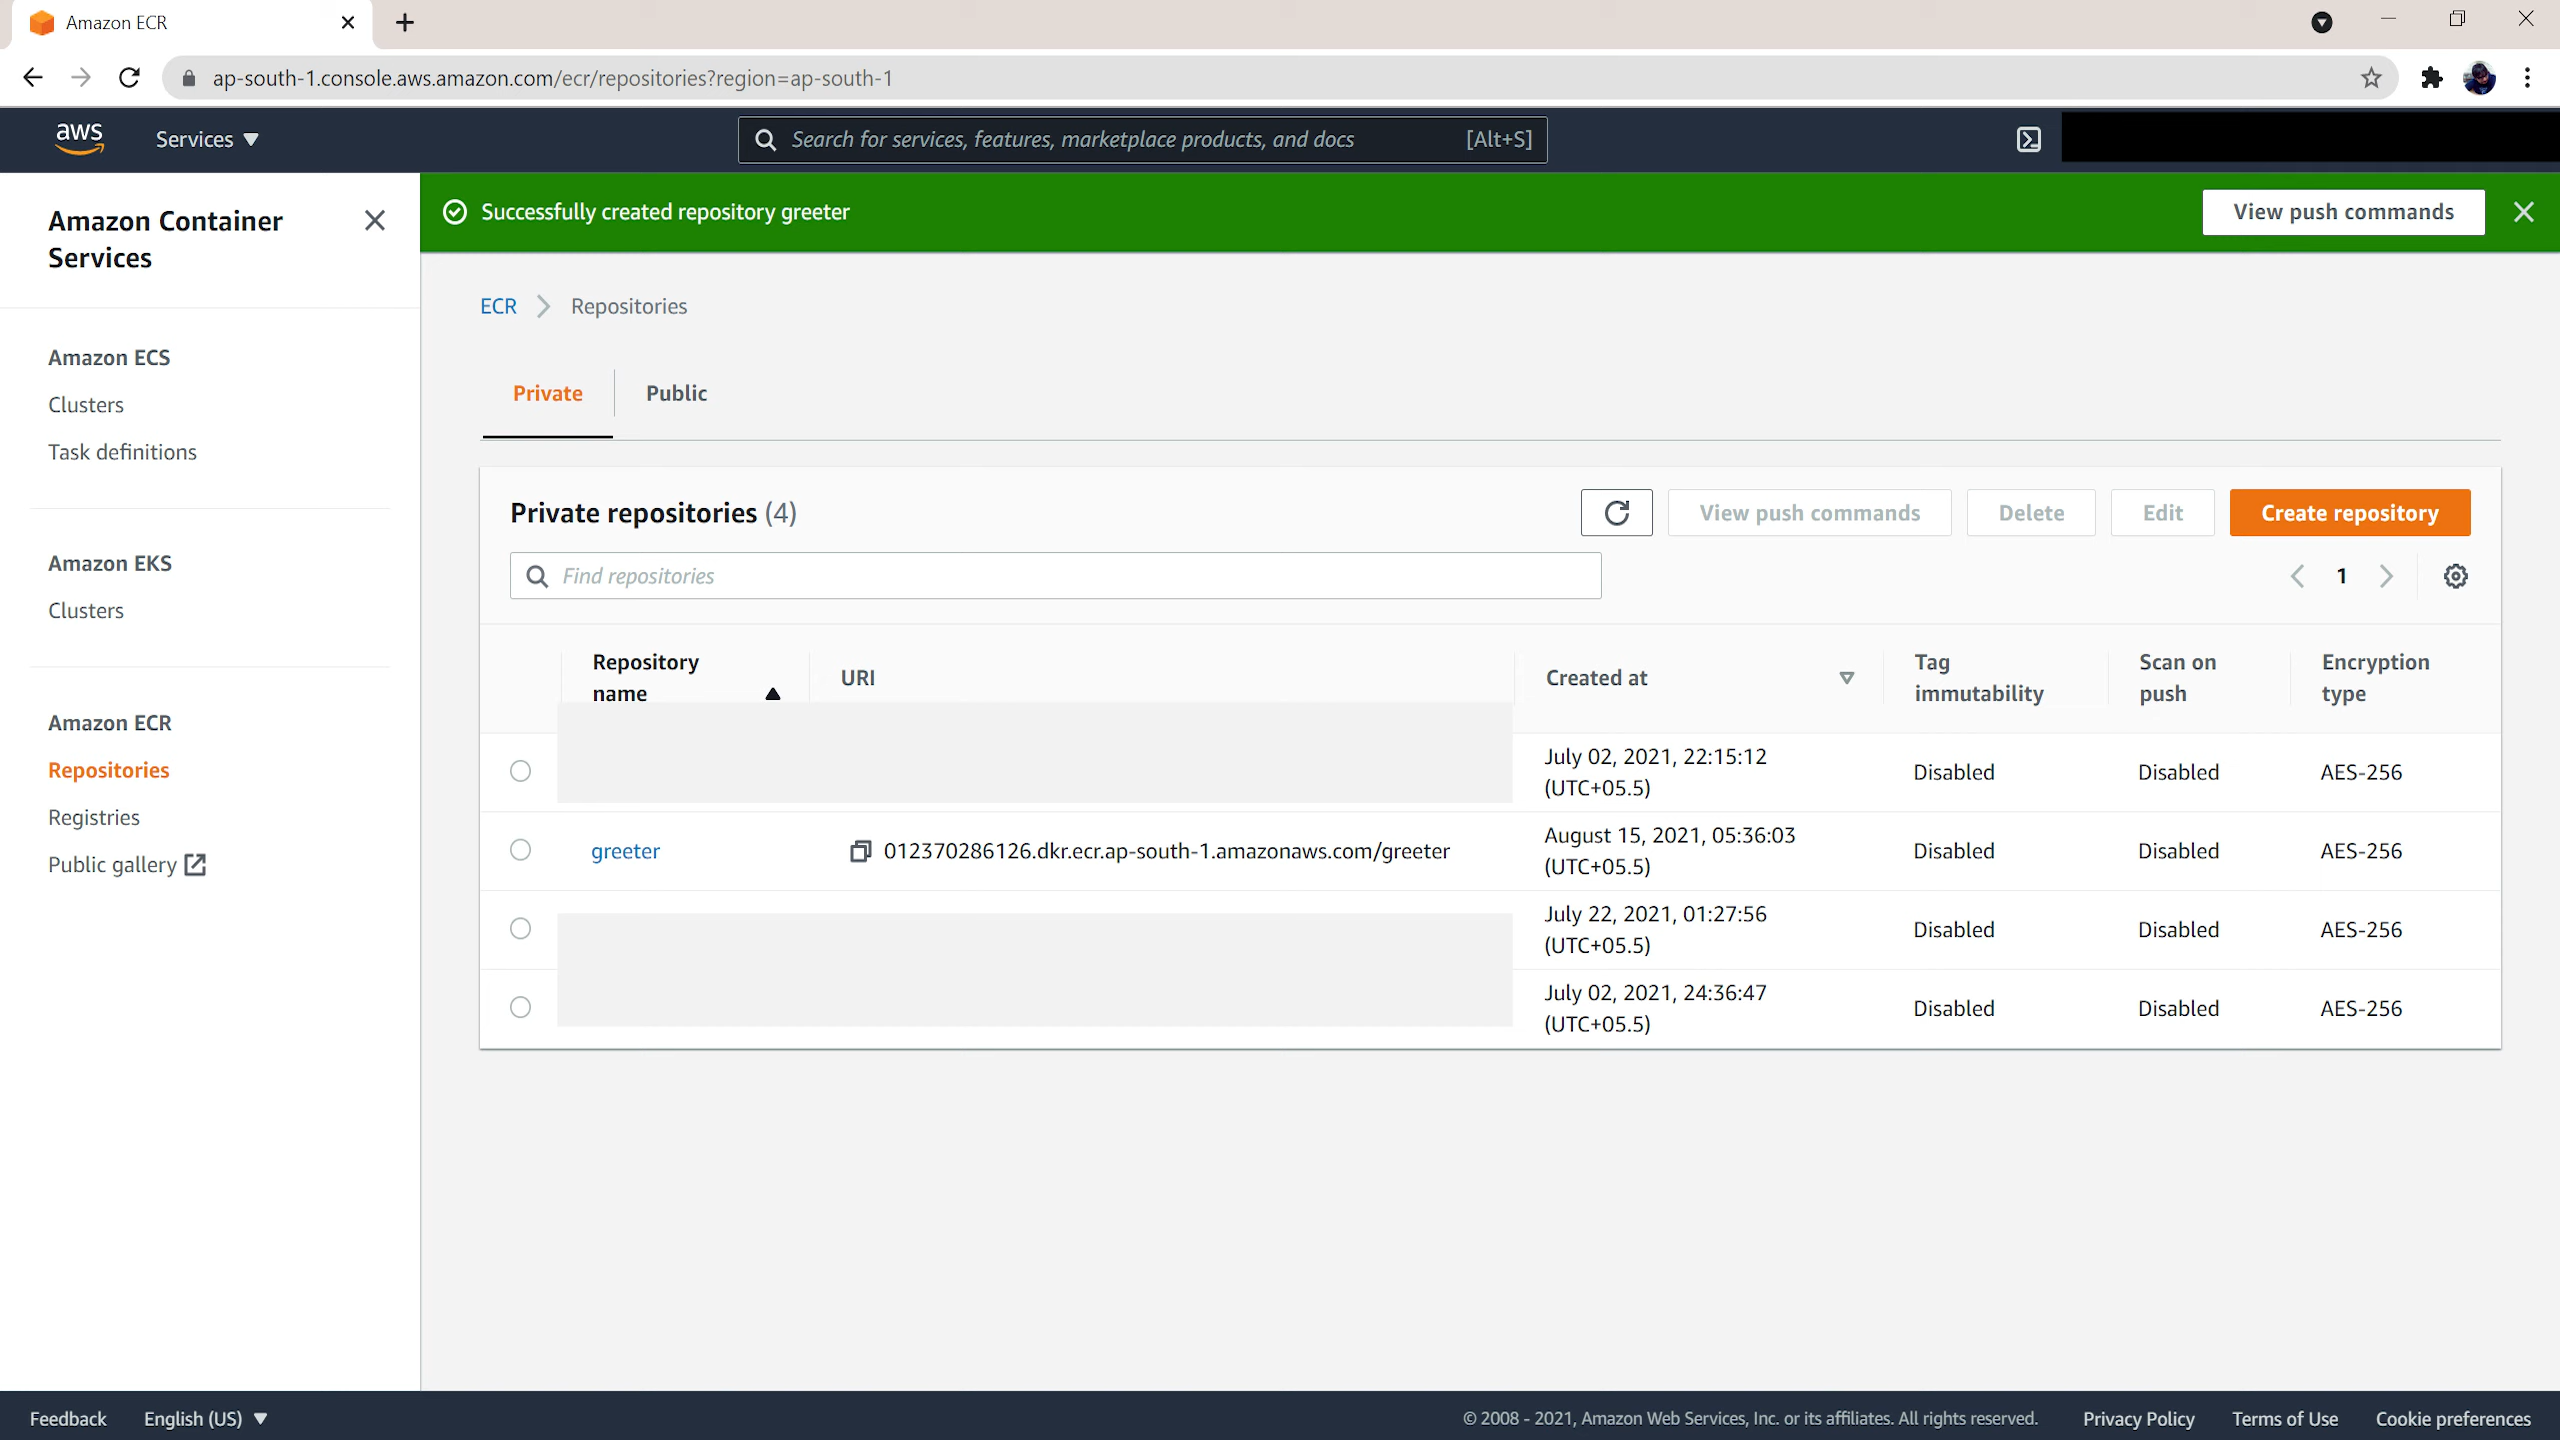 Amazon ECR
ap-south-1.console.aws.amazon.com/ecr/repositories?region=ap-south-1
aws
Services
Search for services, features, marketplace products, and docs
[Alt+S]
Amazon Container
Services
Successfully created repository greeter
View push commands
ECR
Repositories
Amazon ECS
Clusters
Task definitions
Amazon EKS
Clusters
Amazon ECR
Repositories
Registries
Public gallery
Private
Public
Private repositories (4)
View push commands
Delete
Edit
Create repository
Find repositories
1
Repository
name
URI
Created at
Tag
immutability
Scan on
push
Encryption
type
July 02, 2021, 22:15:12
(UTC+05.5)
Disabled
Disabled
AES-256
greeter
012370286126.dkr.ecr.ap-south-1.amazonaws.com/greeter
August 15, 2021, 05:36:03
(UTC+05.5)
Disabled
Disabled
AES-256
July 22, 2021, 01:27:56
(UTC+05.5)
Disabled
Disabled
AES-256
July 02, 2021, 24:36:47
(UTC+05.5)
Disabled
Disabled
AES-256
Feedback
English (US)
© 2008 - 2021, Amazon Web Services, Inc. or its affiliates. All rights reserved.
Privacy Policy
Terms of Use
Cookie preferences